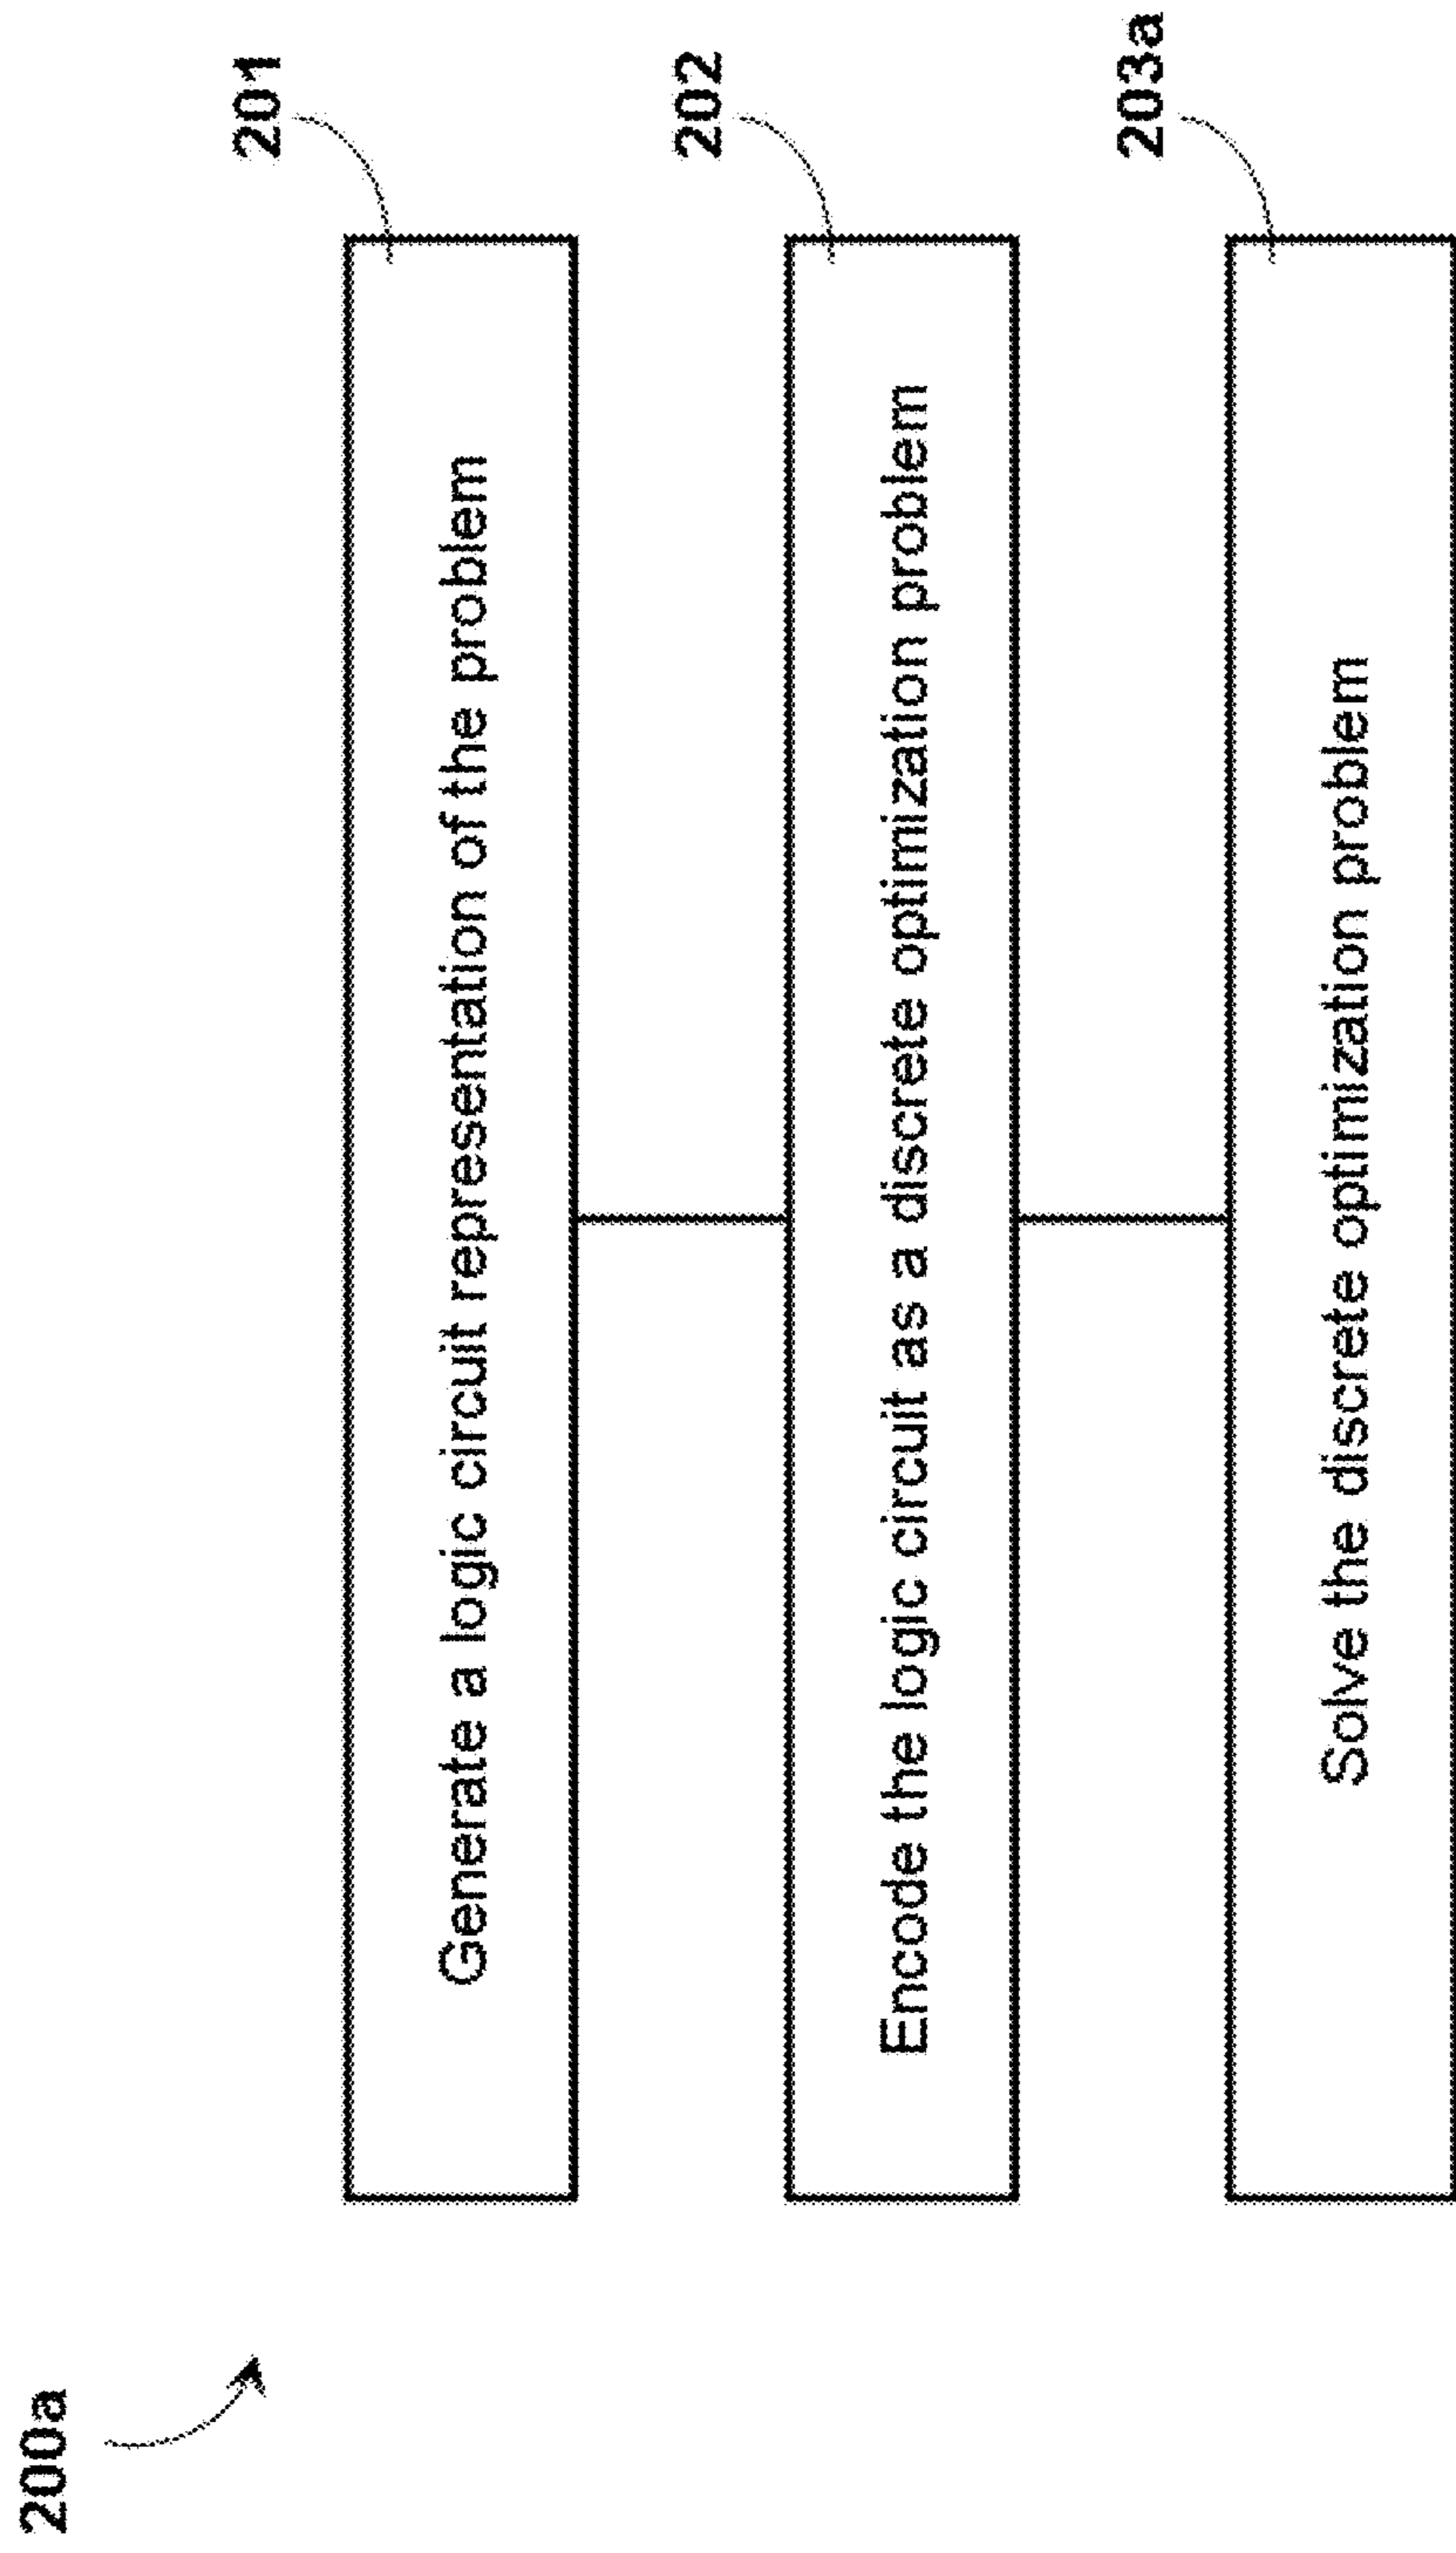 200a
201
Generate a logic circuit representation of the problem
202
Encode the logic circuit as a discrete optimization problem
203a
Solve the discrete optimization problem